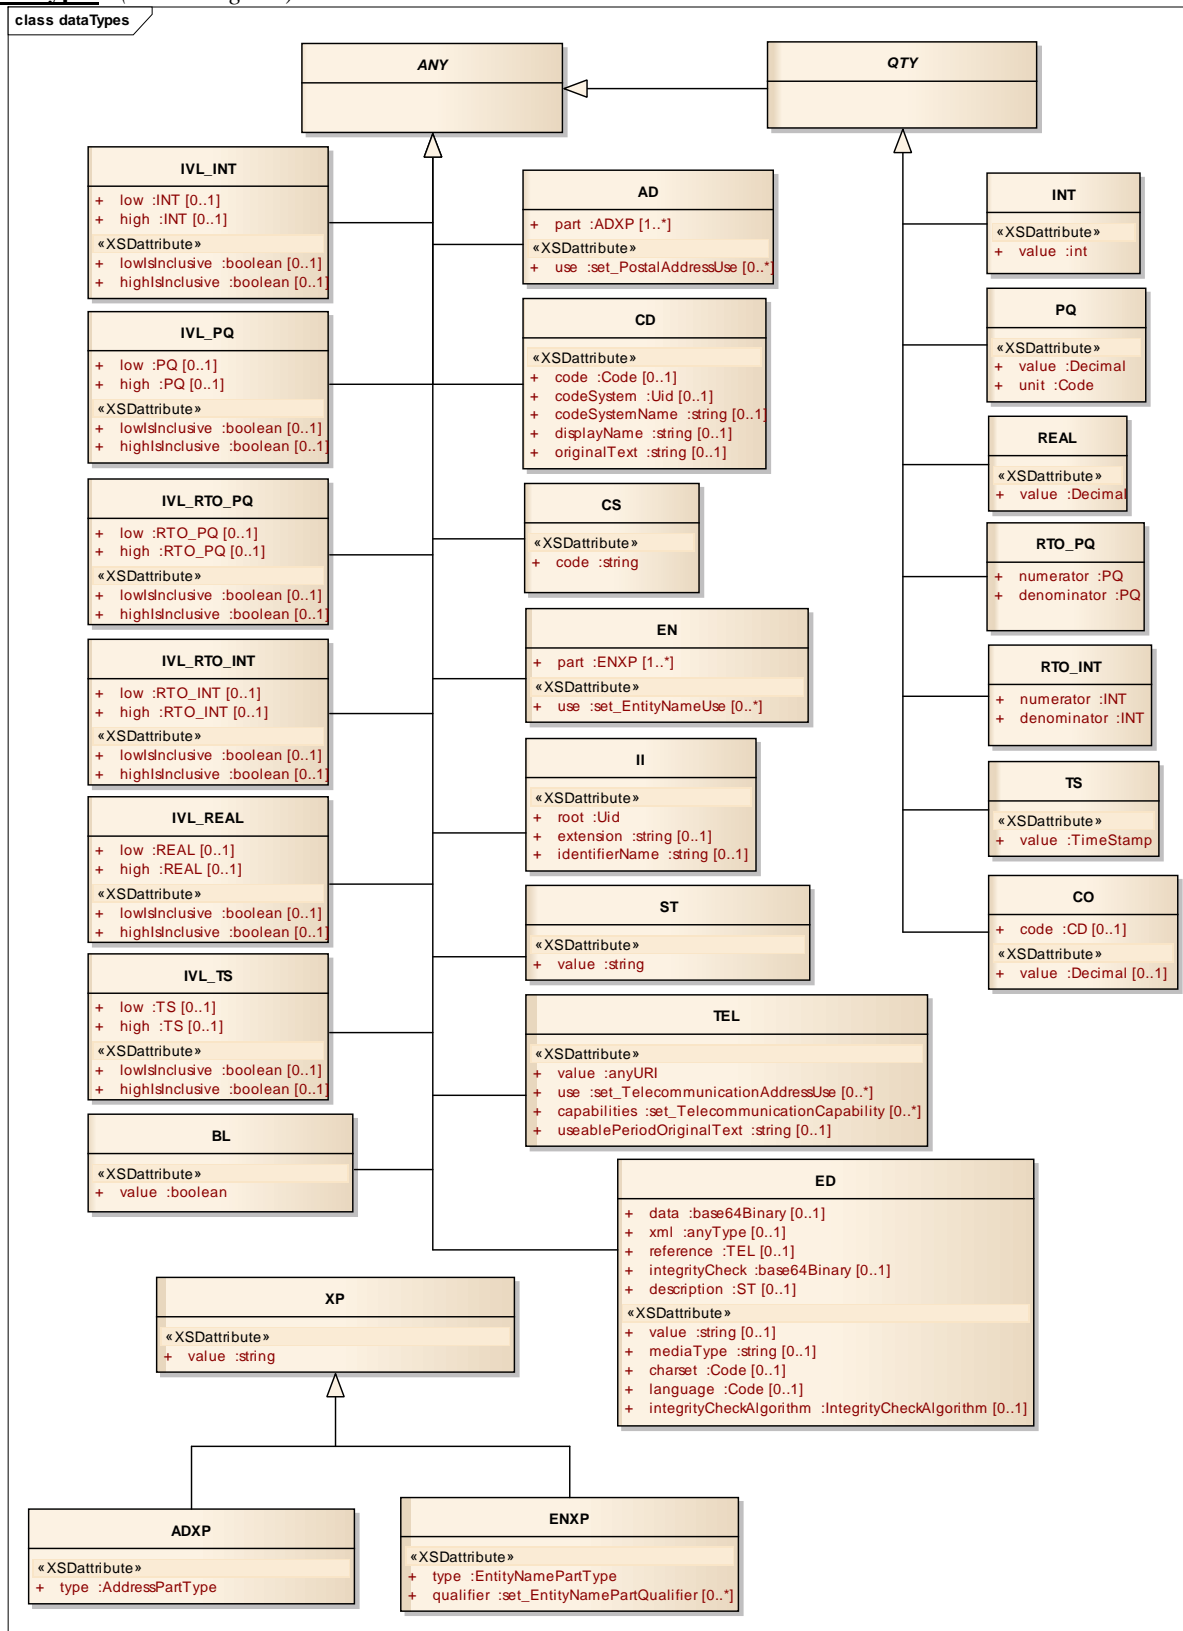 class dataTypes
ANY
QTY
IVL_INT
+ low :INT [0..1]
+ high :INT [0..1]
«XSDattribute»
+ lowIsInclusive :boolean [0..1]
+ highIsInclusive :boolean [0..1]
IVL_PQ
+ low :PQ [0..1]
+ high :PQ [0..1]
«XSDattribute»
+ lowIsInclusive :boolean [0..1]
+ highIsInclusive :boolean [0..1]
IVL_RTO_PQ
+ low :RTO_PQ [0..1]
+ high :RTO_PQ [0..1]
«XSDattribute»
+ lowIsInclusive :boolean [0..1]
+ highIsInclusive :boolean [0..1]
IVL_RTO_INT
+ low :RTO_INT [0..1]
+ high :RTO_INT [0..1]
«XSDattribute»
+ lowIsInclusive :boolean [0..1]
+ highIsInclusive :boolean [0..1]
IVL_REAL
+ low :REAL [0..1]
+ high :REAL [0..1]
«XSDattribute»
+ lowIsInclusive :boolean [0..1]
+ highIsInclusive :boolean [0..1]
IVL_TS
+ low :TS [0..1]
+ high :TS [0..1]
«XSDattribute»
+ lowIsInclusive :boolean [0..1]
+ highIsInclusive :boolean [0..1]
BL
«XSDattribute»
+ value :boolean
AD
+ part :ADXP [1..*]
«XSDattribute»
+ use :set_PostalAddressUse [0..*]
CD
«XSDattribute»
+ code :Code [0..1]
+ codeSystem :Uid [0..1]
+ codeSystemName :string [0..1]
+ displayName :string [0..1]
+ originalText :string [0..1]
CS
«XSDattribute»
+ code :string
EN
+ part :ENXP [1..*]
«XSDattribute»
+ use :set_EntityNameUse [0..*]
II
«XSDattribute»
+ root :Uid
+ extension :string [0..1]
+ identifierName :string [0..1]
ST
«XSDattribute»
+ value :string
TEL
«XSDattribute»
+ value :anyURI
+ use :set_TelecommunicationAddressUse [0..*]
+ capabilities :set_TelecommunicationCapability [0..*]
+ useablePeriodOriginalText :string [0..1]
ED
+ data :base64Binary [0..1]
+ xml :anyType [0..1]
+ reference :TEL [0..1]
+ integrityCheck :base64Binary [0..1]
+ description :ST [0..1]
«XSDattribute»
+ value :string [0..1]
+ mediaType :string [0..1]
+ charset :Code [0..1]
+ language :Code [0..1]
+ integrityCheckAlgorithm :IntegrityCheckAlgorithm [0..1]
INT
«XSDattribute»
+ value :int
PQ
«XSDattribute»
+ value :Decimal
+ unit :Code
REAL
«XSDattribute»
+ value :Decimal
RTO_PQ
+ numerator :PQ
+ denominator :PQ
RTO_INT
+ numerator :INT
+ denominator :INT
TS
«XSDattribute»
+ value :TimeStamp
CO
+ code :CD [0..1]
«XSDattribute»
+ value :Decimal [0..1]
XP
«XSDattribute»
+ value :string
ADXP
«XSDattribute»
+ type :AddressPartType
ENXP
«XSDattribute»
+ type :EntityNamePartType
+ qualifier :set_EntityNamePartQualifier [0..*]